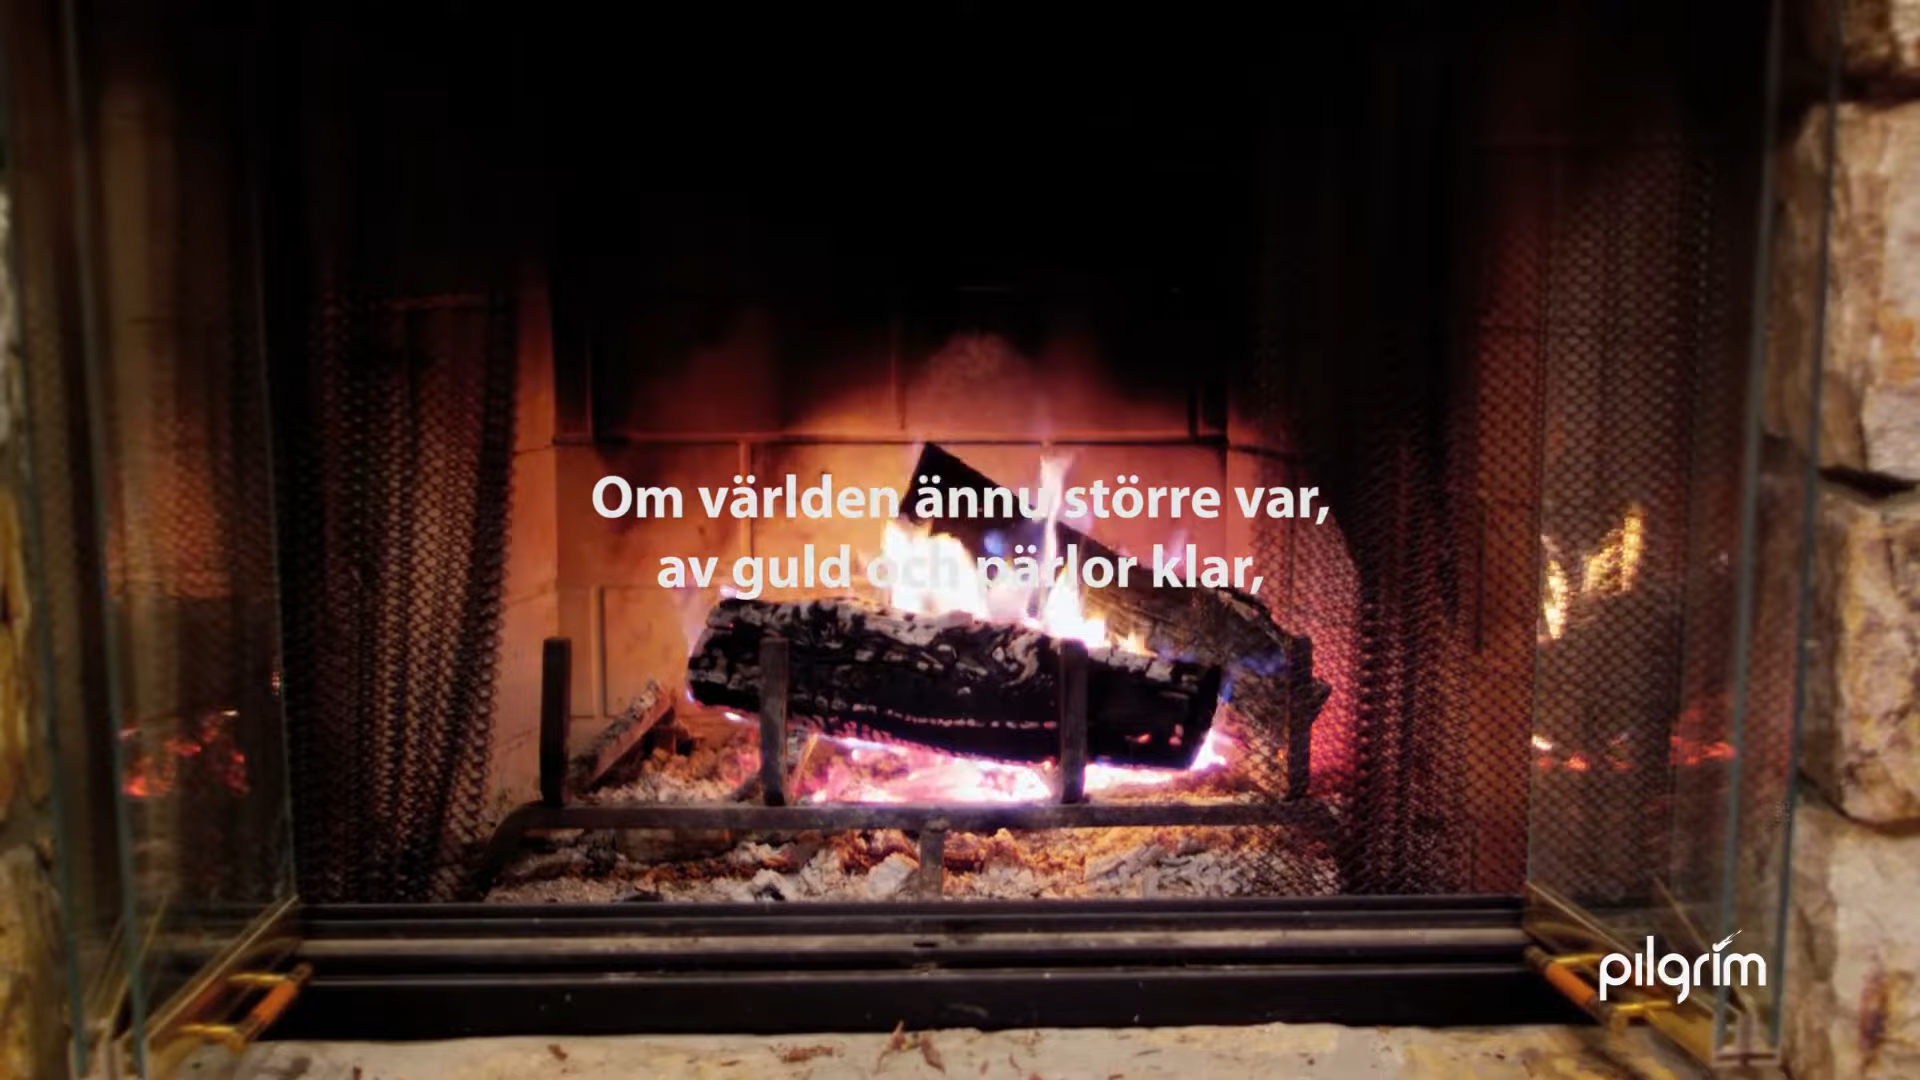 Om världen ännu större var,
av guld och pärlor klar,
pilgrim